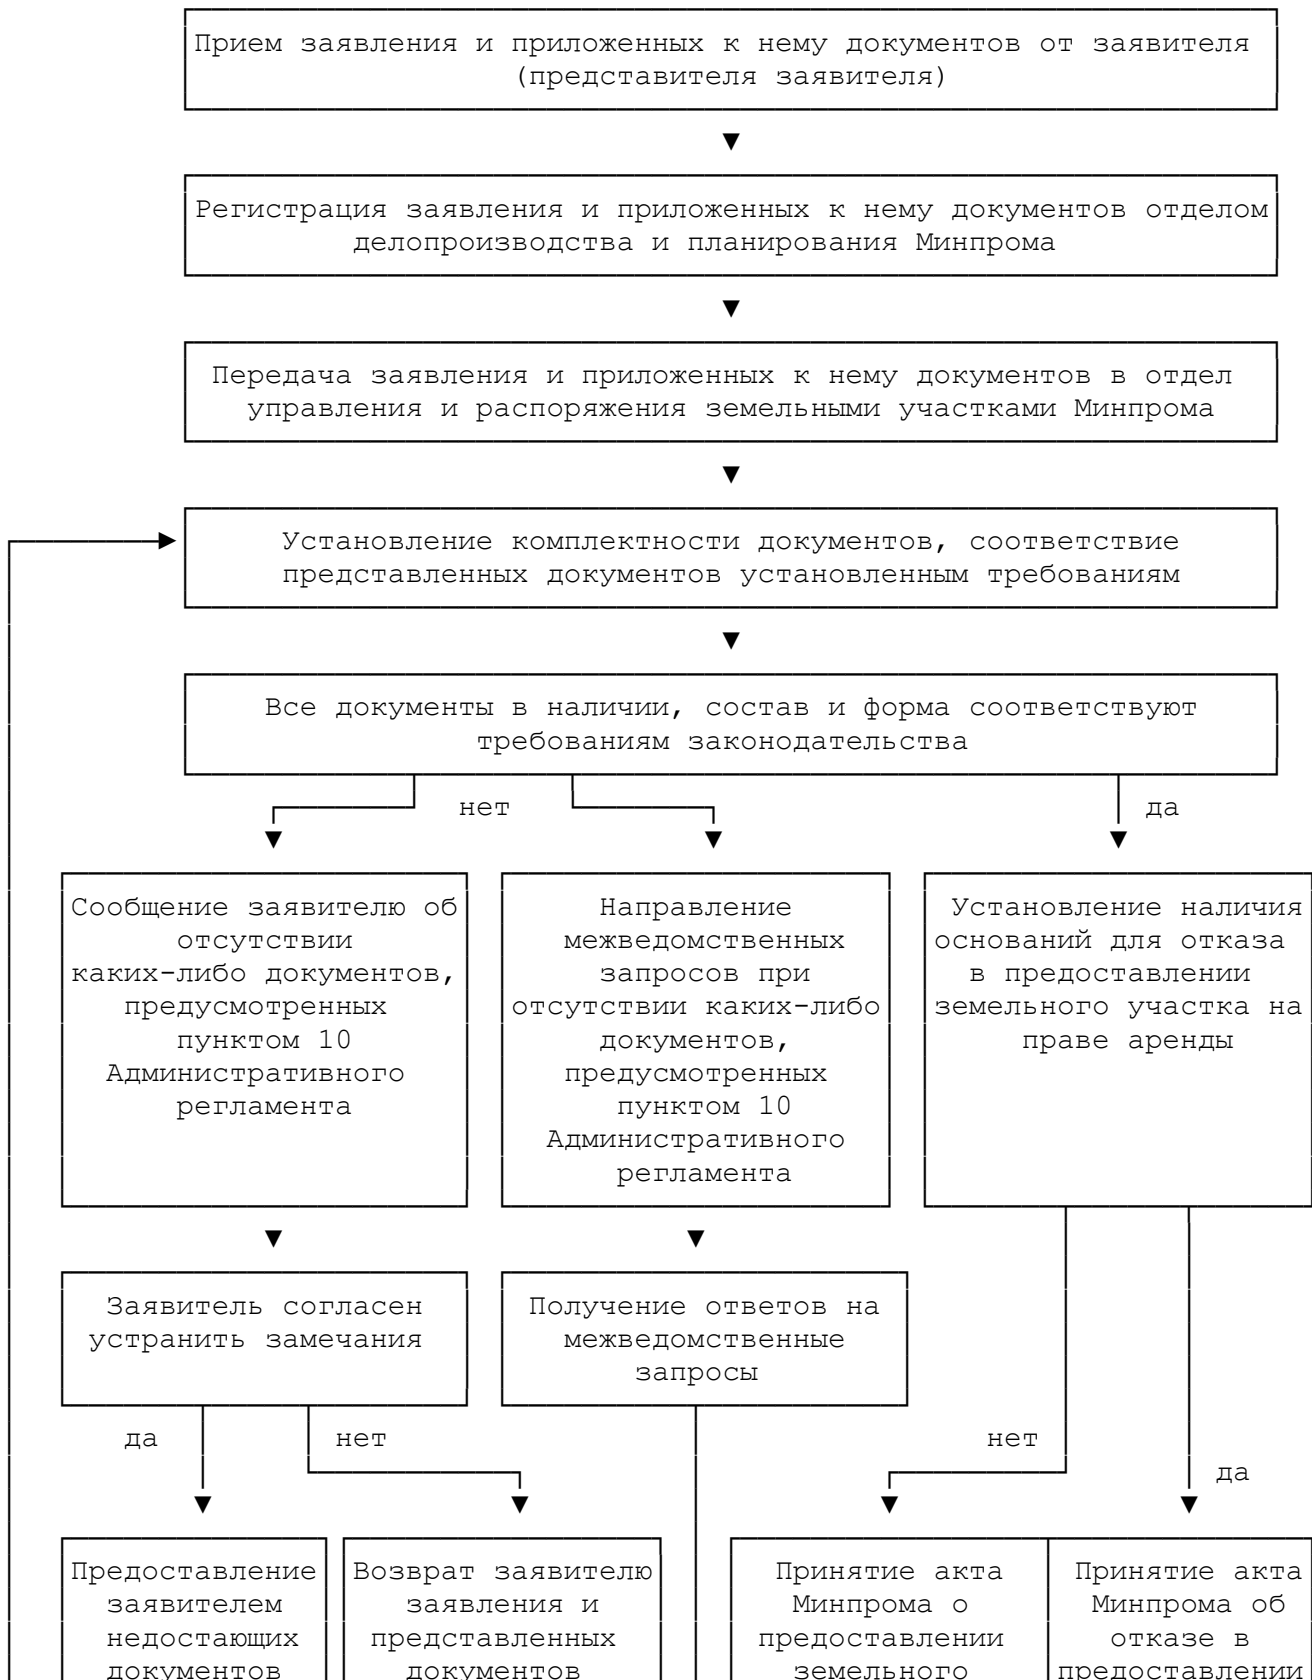 Прием заявления и приложенных к нему документов от заявителя
(представителя заявителя)
Регистрация заявления и приложенных к нему документов отделом
делопроизводства и планирования Минпрома
Передача заявления и приложенных к нему документов в отдел
управления и распоряжения земельными участками Минпрома
Установление комплектности документов, соответствие
представленных документов установленным требованиям
Все документы в наличии, состав и форма соответствуют
требованиям законодательства
нет
да
Сообщение заявителю об
отсутствии
каких-либо документов,
предусмотренных
пунктом 10
Административного
регламента
Направление
межведомственных
запросов при
отсутствии каких-либо
документов,
предусмотренных
пунктом 10
Административного
регламента
Установление наличия
оснований для отказа
в предоставлении
земельного участка на
праве аренды
Заявитель согласен
устранить замечания
Получение ответов на
межведомственные
запросы
да
нет
нет
да
Предоставление
заявителем
недостающих
документов
Возврат заявителю
заявления и
представленных
документов
Принятие акта
Минпрома о
предоставлении
земельного
Принятие акта
Минпрома об
отказе в
предоставлении